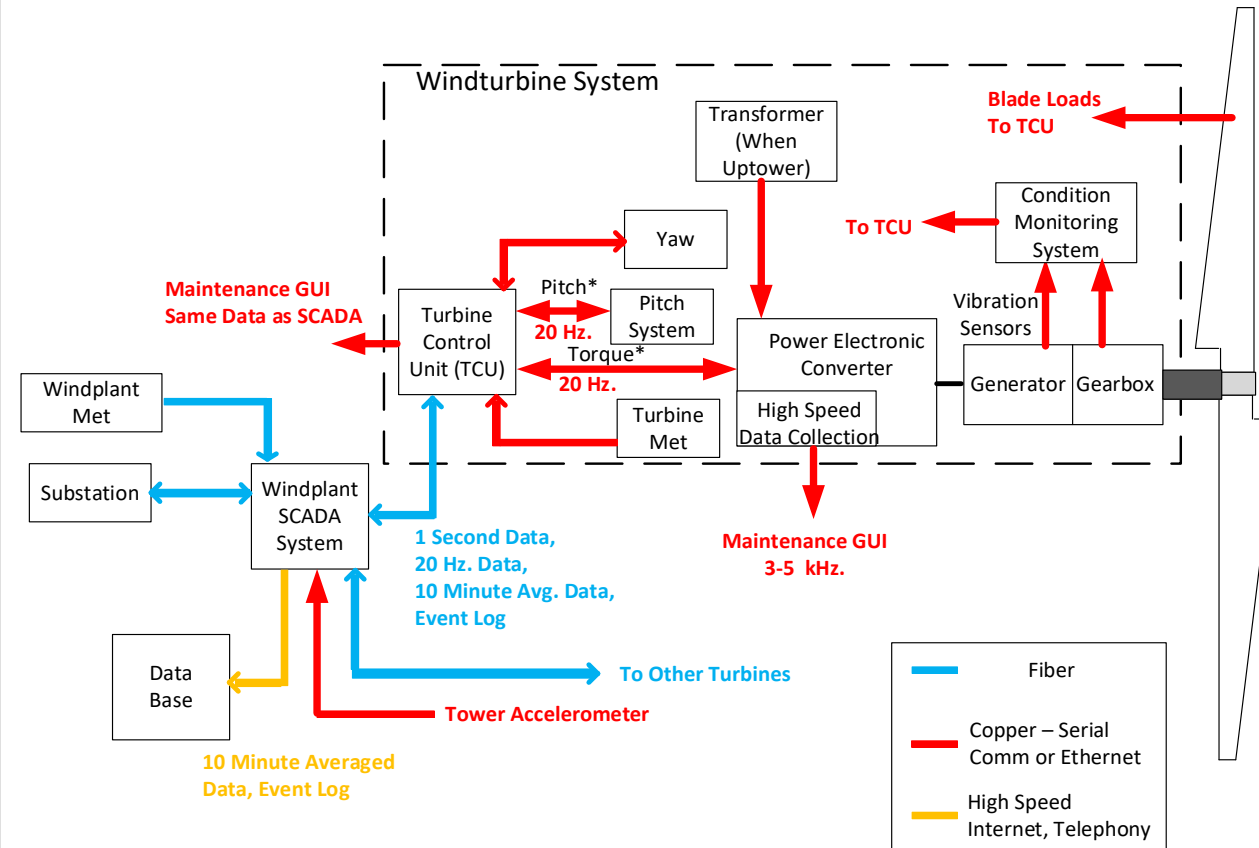 Windturbine System
Blade Loads
To TCU
Transformer
(When
Uptower)
Condition
Monitoring
System
To TCU
Yaw
Maintenance GUI
Same Data as SCADA
Turbine
Control
Unit (TCU)
Pitch*
20 Hz.
Pitch
System
Torque*
20 Hz.
Power Electronic
Converter
Vibration
Sensors
Generator
Gearbox
High Speed
Data Collection
Turbine
Met
Windplant
Met
Substation
Windplant
SCADA
System
1 Second Data,
20 Hz. Data,
10 Minute Avg. Data,
Event Log
Maintenance GUI
3-5 kHz.
Data
Base
To Other Turbines
Tower Accelerometer
10 Minute Averaged
Data, Event Log
Fiber
Copper – Serial
Comm or Ethernet
High Speed
Internet, Telephony